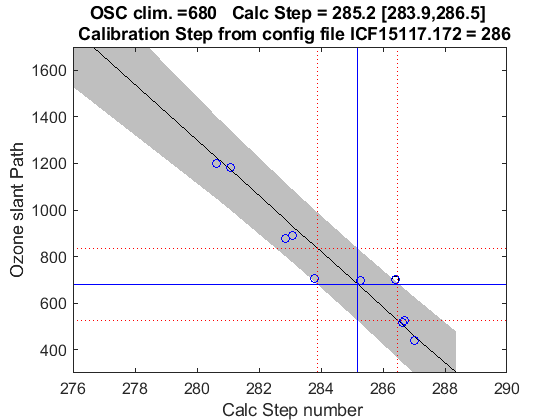 OSC clim. =680 Calc Step = 285.2 [283.9,286.5]
Calibration Step from config file ICF15117.172 = 286
1600
1400
1200
1000
800
600
400
Ozone slant Path
276 278 280 282 284 286 288 290
Calc Step number